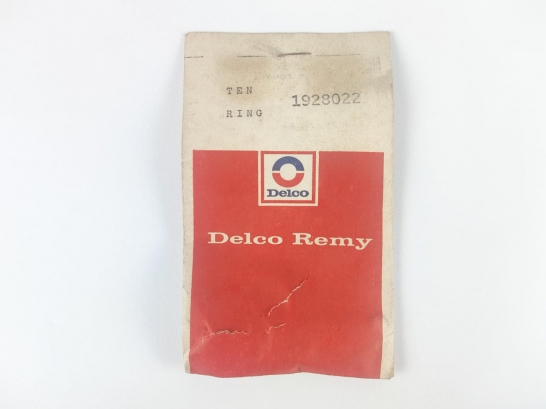 TEN
RING
1928022
Delco
Delco Remy